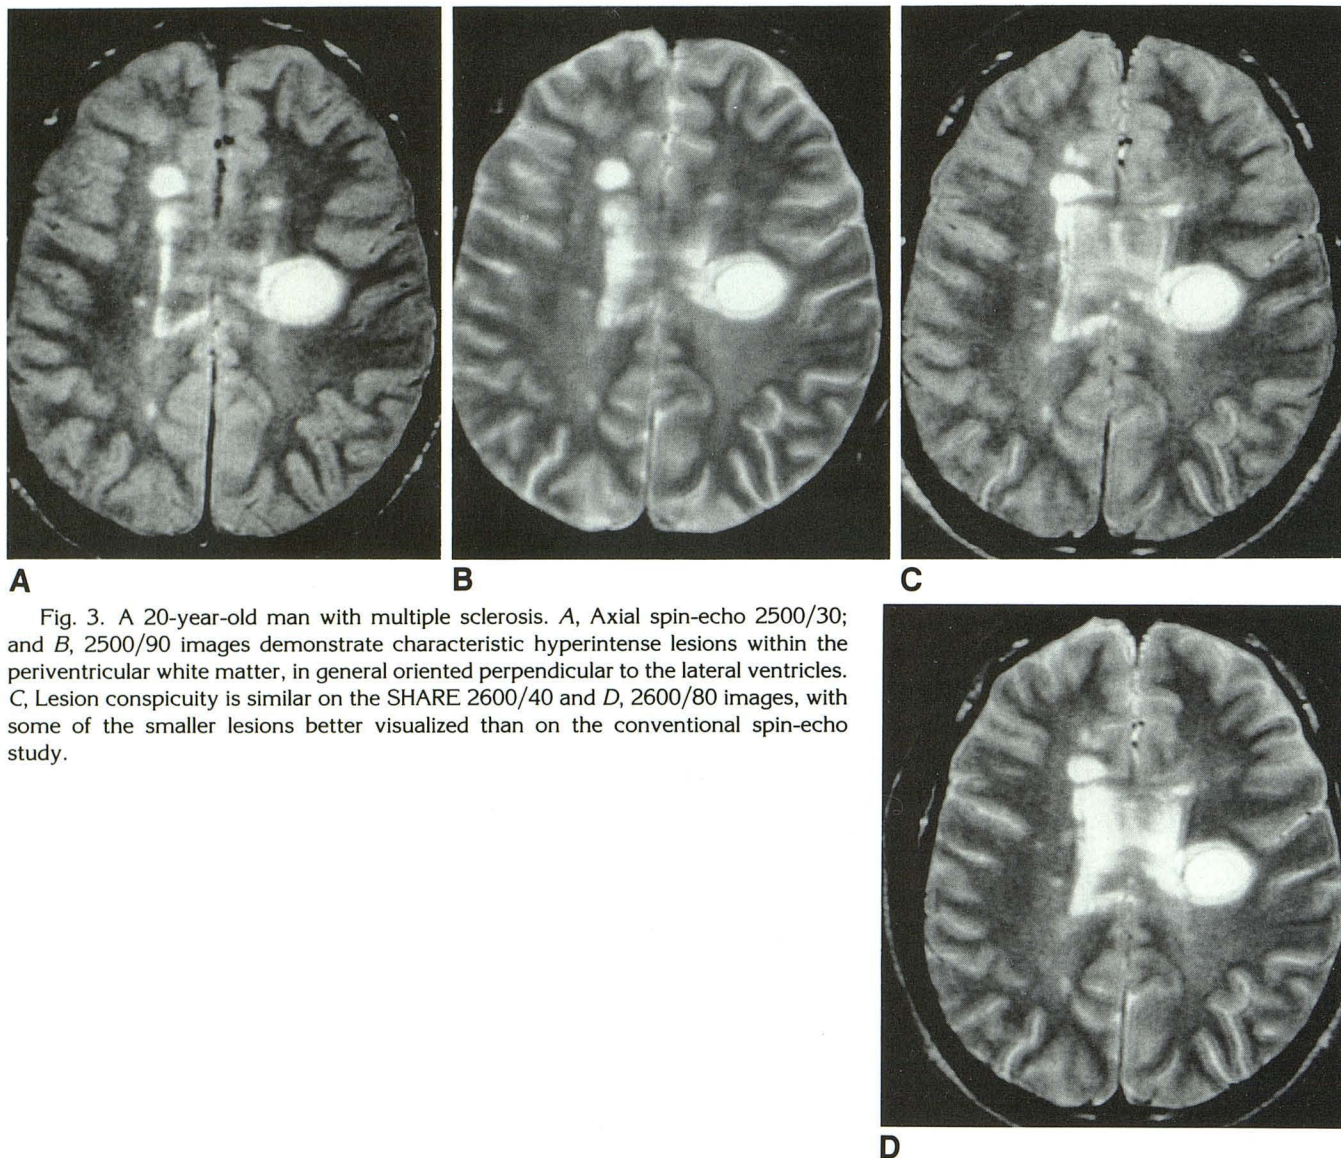 A
B
C
Fig. 3. A 20-year-old man with multiple sclerosis. A, Axial spin-echo 2500/30;
and B, 2500/90 images demonstrate characteristic hyperintense lesions within the
periventricular white matter, in general oriented perpendicular to the lateral ventricles.
C, Lesion conspicuity is similar on the SHARE 2600/40 and D, 2600/80 images, with
some of the smaller lesions better visualized than on the conventional spin-echo
study.
D